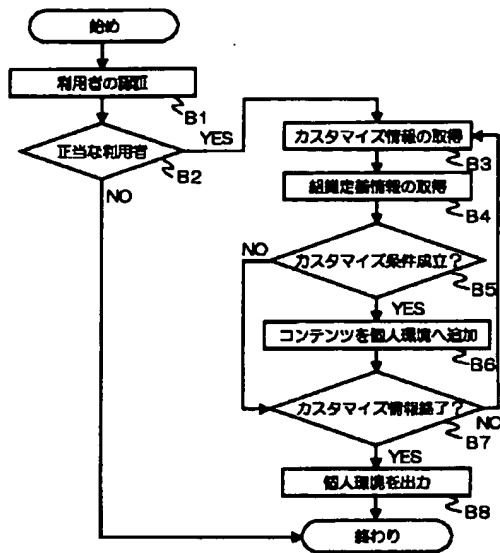 始め
利用者の認証
B1
正当な利用者
YES
B2
NO
カスタマイズ情報の取得
B3
組織定義情報の取得
B4
カスタマイズ条件成立?
NO
B5
YES
コンテンツを個人環境へ追加
B6
カスタマイズ情報終了?
NO
B7
YES
個人環境を出力
B8
終わり